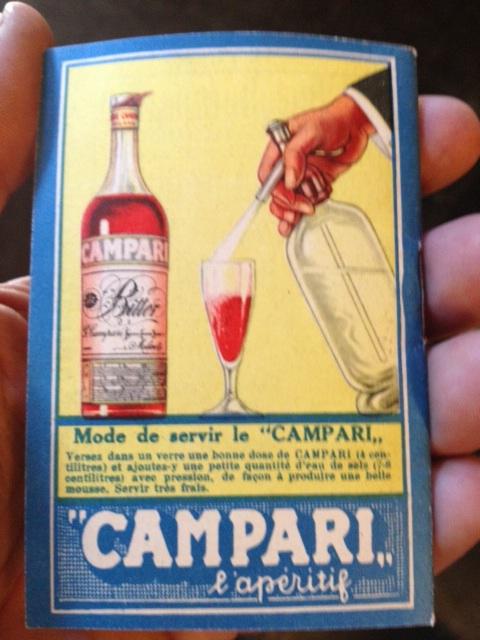 CAMPARI
Bitter
Mode de servir le "CAMPARI,,
Versez dans un verre une bonne dose de CAMPARI (4 cen-
tilitres) et ajoutes-y une petite quantité d'eau de selz (7-8
centilitres) avec pression, de façon à produire une belle
mousse. Servir très frais.
"CAMPARI,,
l'apéritif